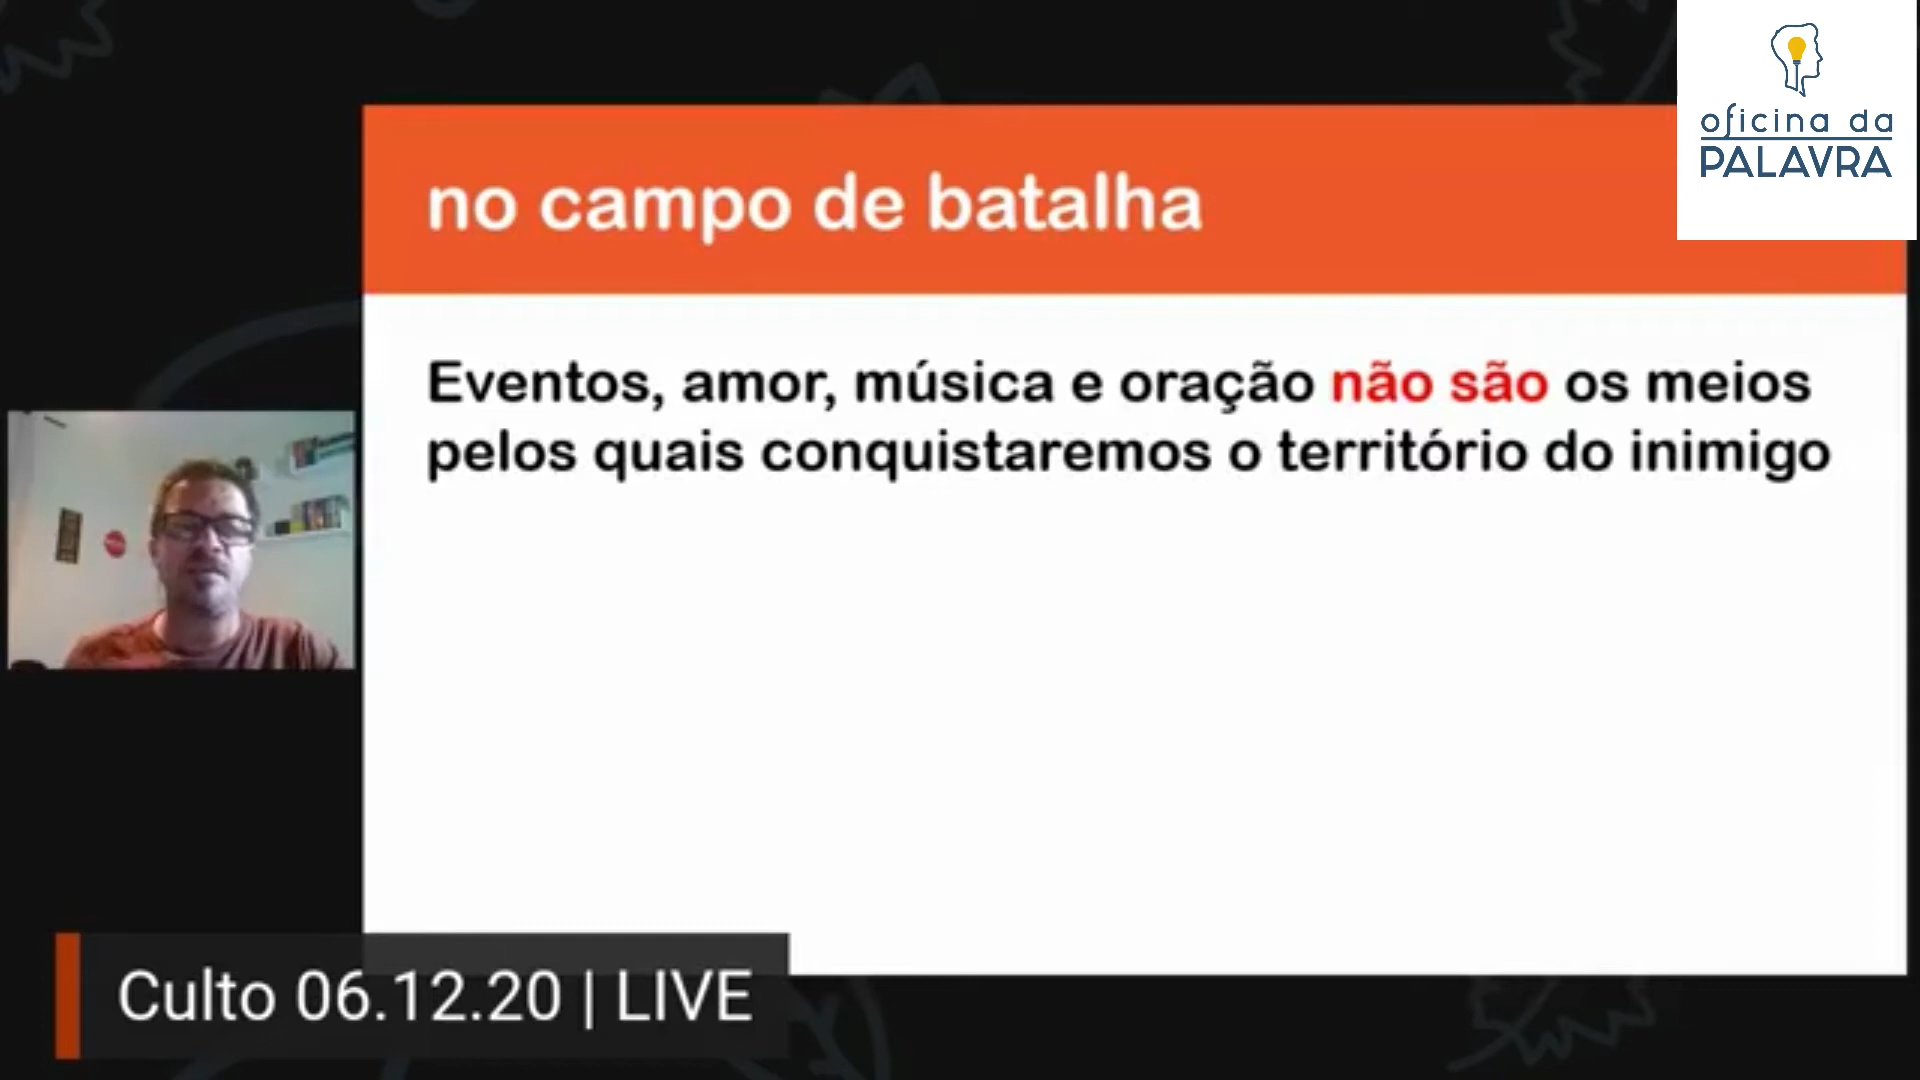 oficina da
PALAVRA
no campo de batalha
Eventos, amor, música e oração não são os meios
pelos quais conquistaremos o território do inimigo
Culto 06.12.20 | LIVE